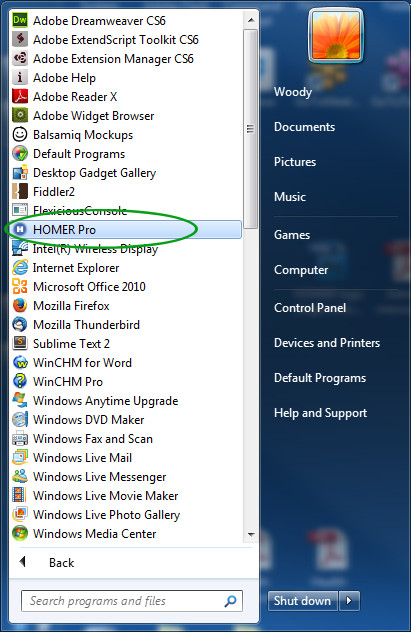 Adobe Dreamweaver CS6
Adobe ExtendScript Toolkit CS6
Adobe Extension Manager CS6
Adobe Help
Adobe Reader X
Adobe Widget Browser
Balsamiq Mockups
Default Programs
Desktop Gadget Gallery
Fiddler2
FlexiciousConsole
HOMER Pro
Intel(R) Wireless Display
Internet Explorer
Microsoft Office 2010
Mozilla Firefox
Mozilla Thunderbird
Sublime Text 2
WinCHM for Word
WinCHM Pro
Windows Anytime Upgrade
Windows DVD Maker
Windows Fax and Scan
Windows Live Mail
Windows Live Messenger
Windows Live Movie Maker
Windows Live Photo Gallery
Windows Media Center
Back
Search programs and files
Woody
Documents
Pictures
Music
Games
Computer
Control Panel
Devices and Printers
Default Programs
Help and Support
Shut down